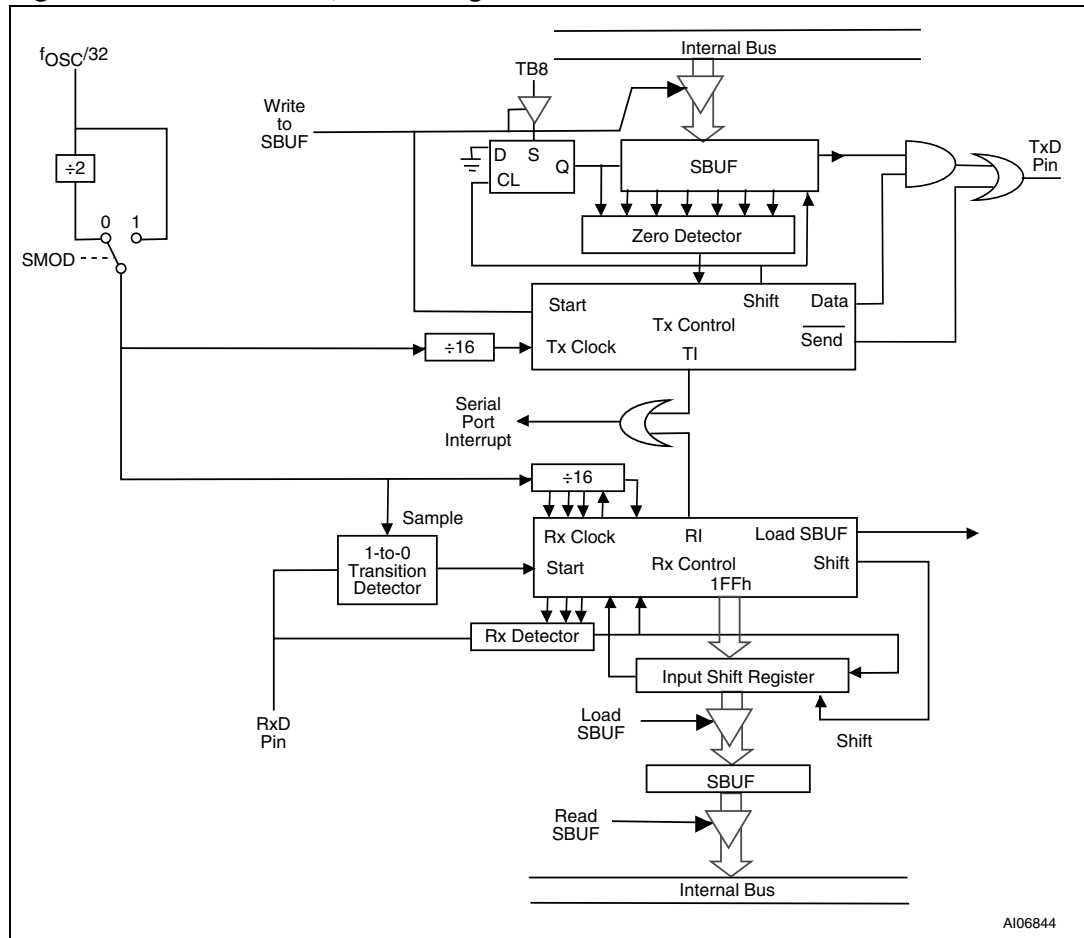 Internal Bus
fOSC/32
TB8
Write
to
SBUF
D S
Q
CL
SBUF
TxD
Pin
÷2
0 1
Zero Detector
SMOD
Start
Shift
Data
Tx Control
Send
÷16
Tx Clock
TI
Serial
Port
Interrupt
÷16
Sample
Rx Clock
RI
Load SBUF
1-to-0
Transition
Detector
Start
Rx Control
Shift
1FFh
Rx Detector
Input Shift Register
RxD
Pin
Load
SBUF
Shift
SBUF
Read
SBUF
Internal Bus
AI06844